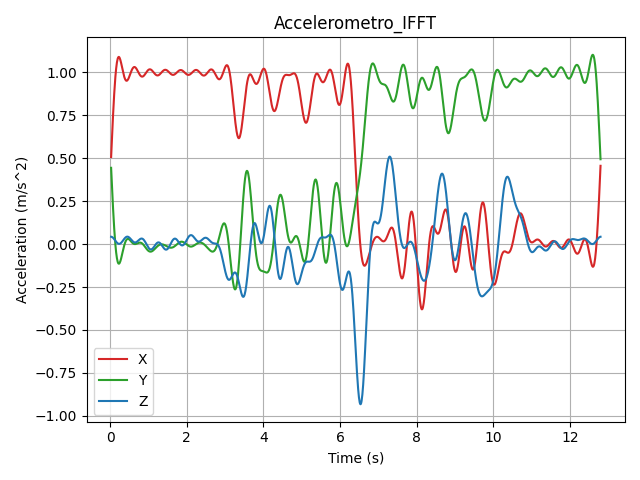 Accelerometro_IFFT
Acceleration (m/s^2)
1.00
0.75
0.50
0.25
0.00
−0.25
−0.50
−0.75
−1.00
X
Y
Z
0 2 4 6 8 10 12
Time (s)